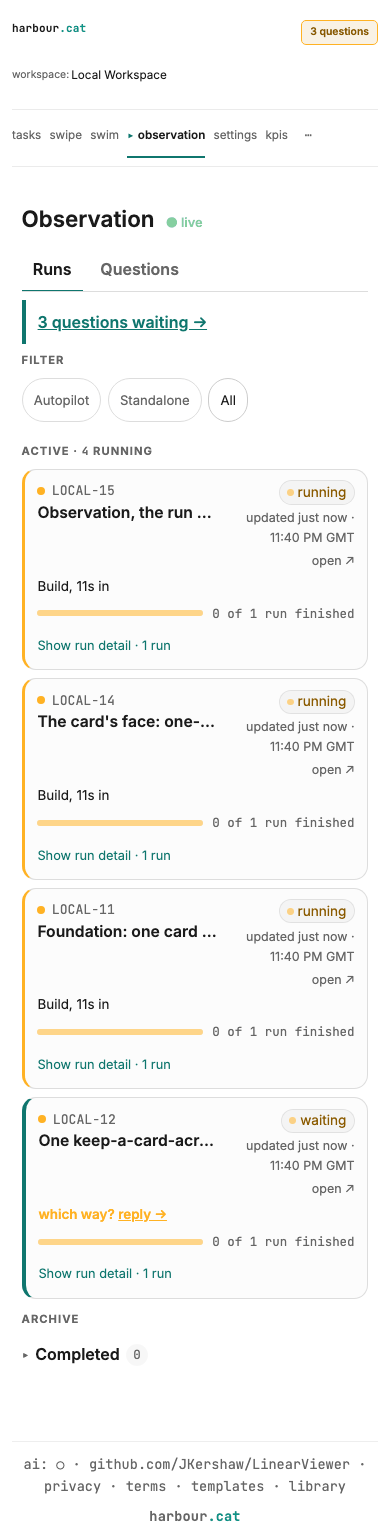 harbour.cat
3 questions
workspace: Local Workspace
tasks swipe swim ▸ observation settings kpis ⋯
Observation ● live
Runs Questions
3 questions waiting →
FILTER
Autopilot Standalone All
ACTIVE · 4 RUNNING
LOCAL-15 running
Observation, the run ... updated just now ·
11:40 PM GMT
open ↗
Build, 11s in
0 of 1 run finished
Show run detail · 1 run
LOCAL-14 running
The card's face: one-... updated just now ·
11:40 PM GMT
open ↗
Build, 11s in
0 of 1 run finished
Show run detail · 1 run
LOCAL-11 running
Foundation: one card ... updated just now ·
11:40 PM GMT
open ↗
Build, 11s in
0 of 1 run finished
Show run detail · 1 run
LOCAL-12 waiting
One keep-a-card-acr... updated just now ·
11:40 PM GMT
open ↗
which way? reply →
0 of 1 run finished
Show run detail · 1 run
ARCHIVE
▸ Completed 0
ai: ○ · github.com/JKershaw/LinearViewer ·
privacy · terms · templates · library
harbour.cat